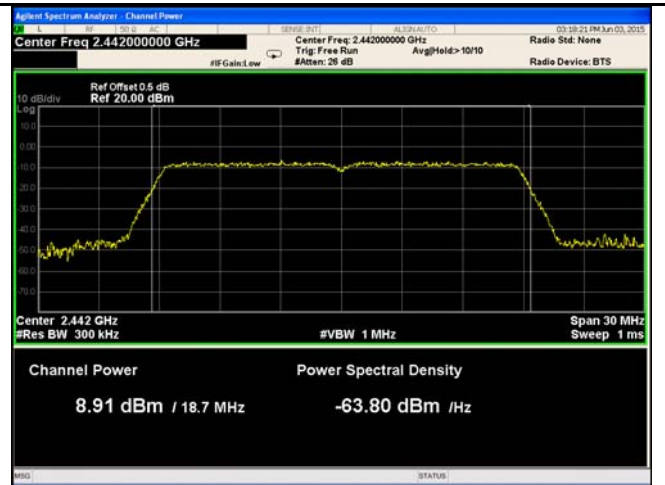 Agilent Spectrum Analyzer - Channel Power
L RF 50 Ω AC SENSE:INT ALIGN AUTO 03:18:21 PM Jun 03, 2015
Center Freq 2.442000000 GHz Center Freq: 2.442000000 GHz Radio Std: None
Trig: Free Run Avg|Hold:>10/10
#IFGain:Low #Atten: 26 dB Radio Device: BTS
Ref Offset 0.5 dB
10 dB/div Ref 20.00 dBm
Log
10.0
0.00
-10.0
-20.0
-30.0
-40.0
-50.0
-60.0
-70.0
Center 2.442 GHz Span 30 MHz
#Res BW 300 kHz #VBW 1 MHz Sweep 1 ms
Channel Power Power Spectral Density
8.91 dBm / 18.7 MHz -63.80 dBm /Hz
MSG STATUS